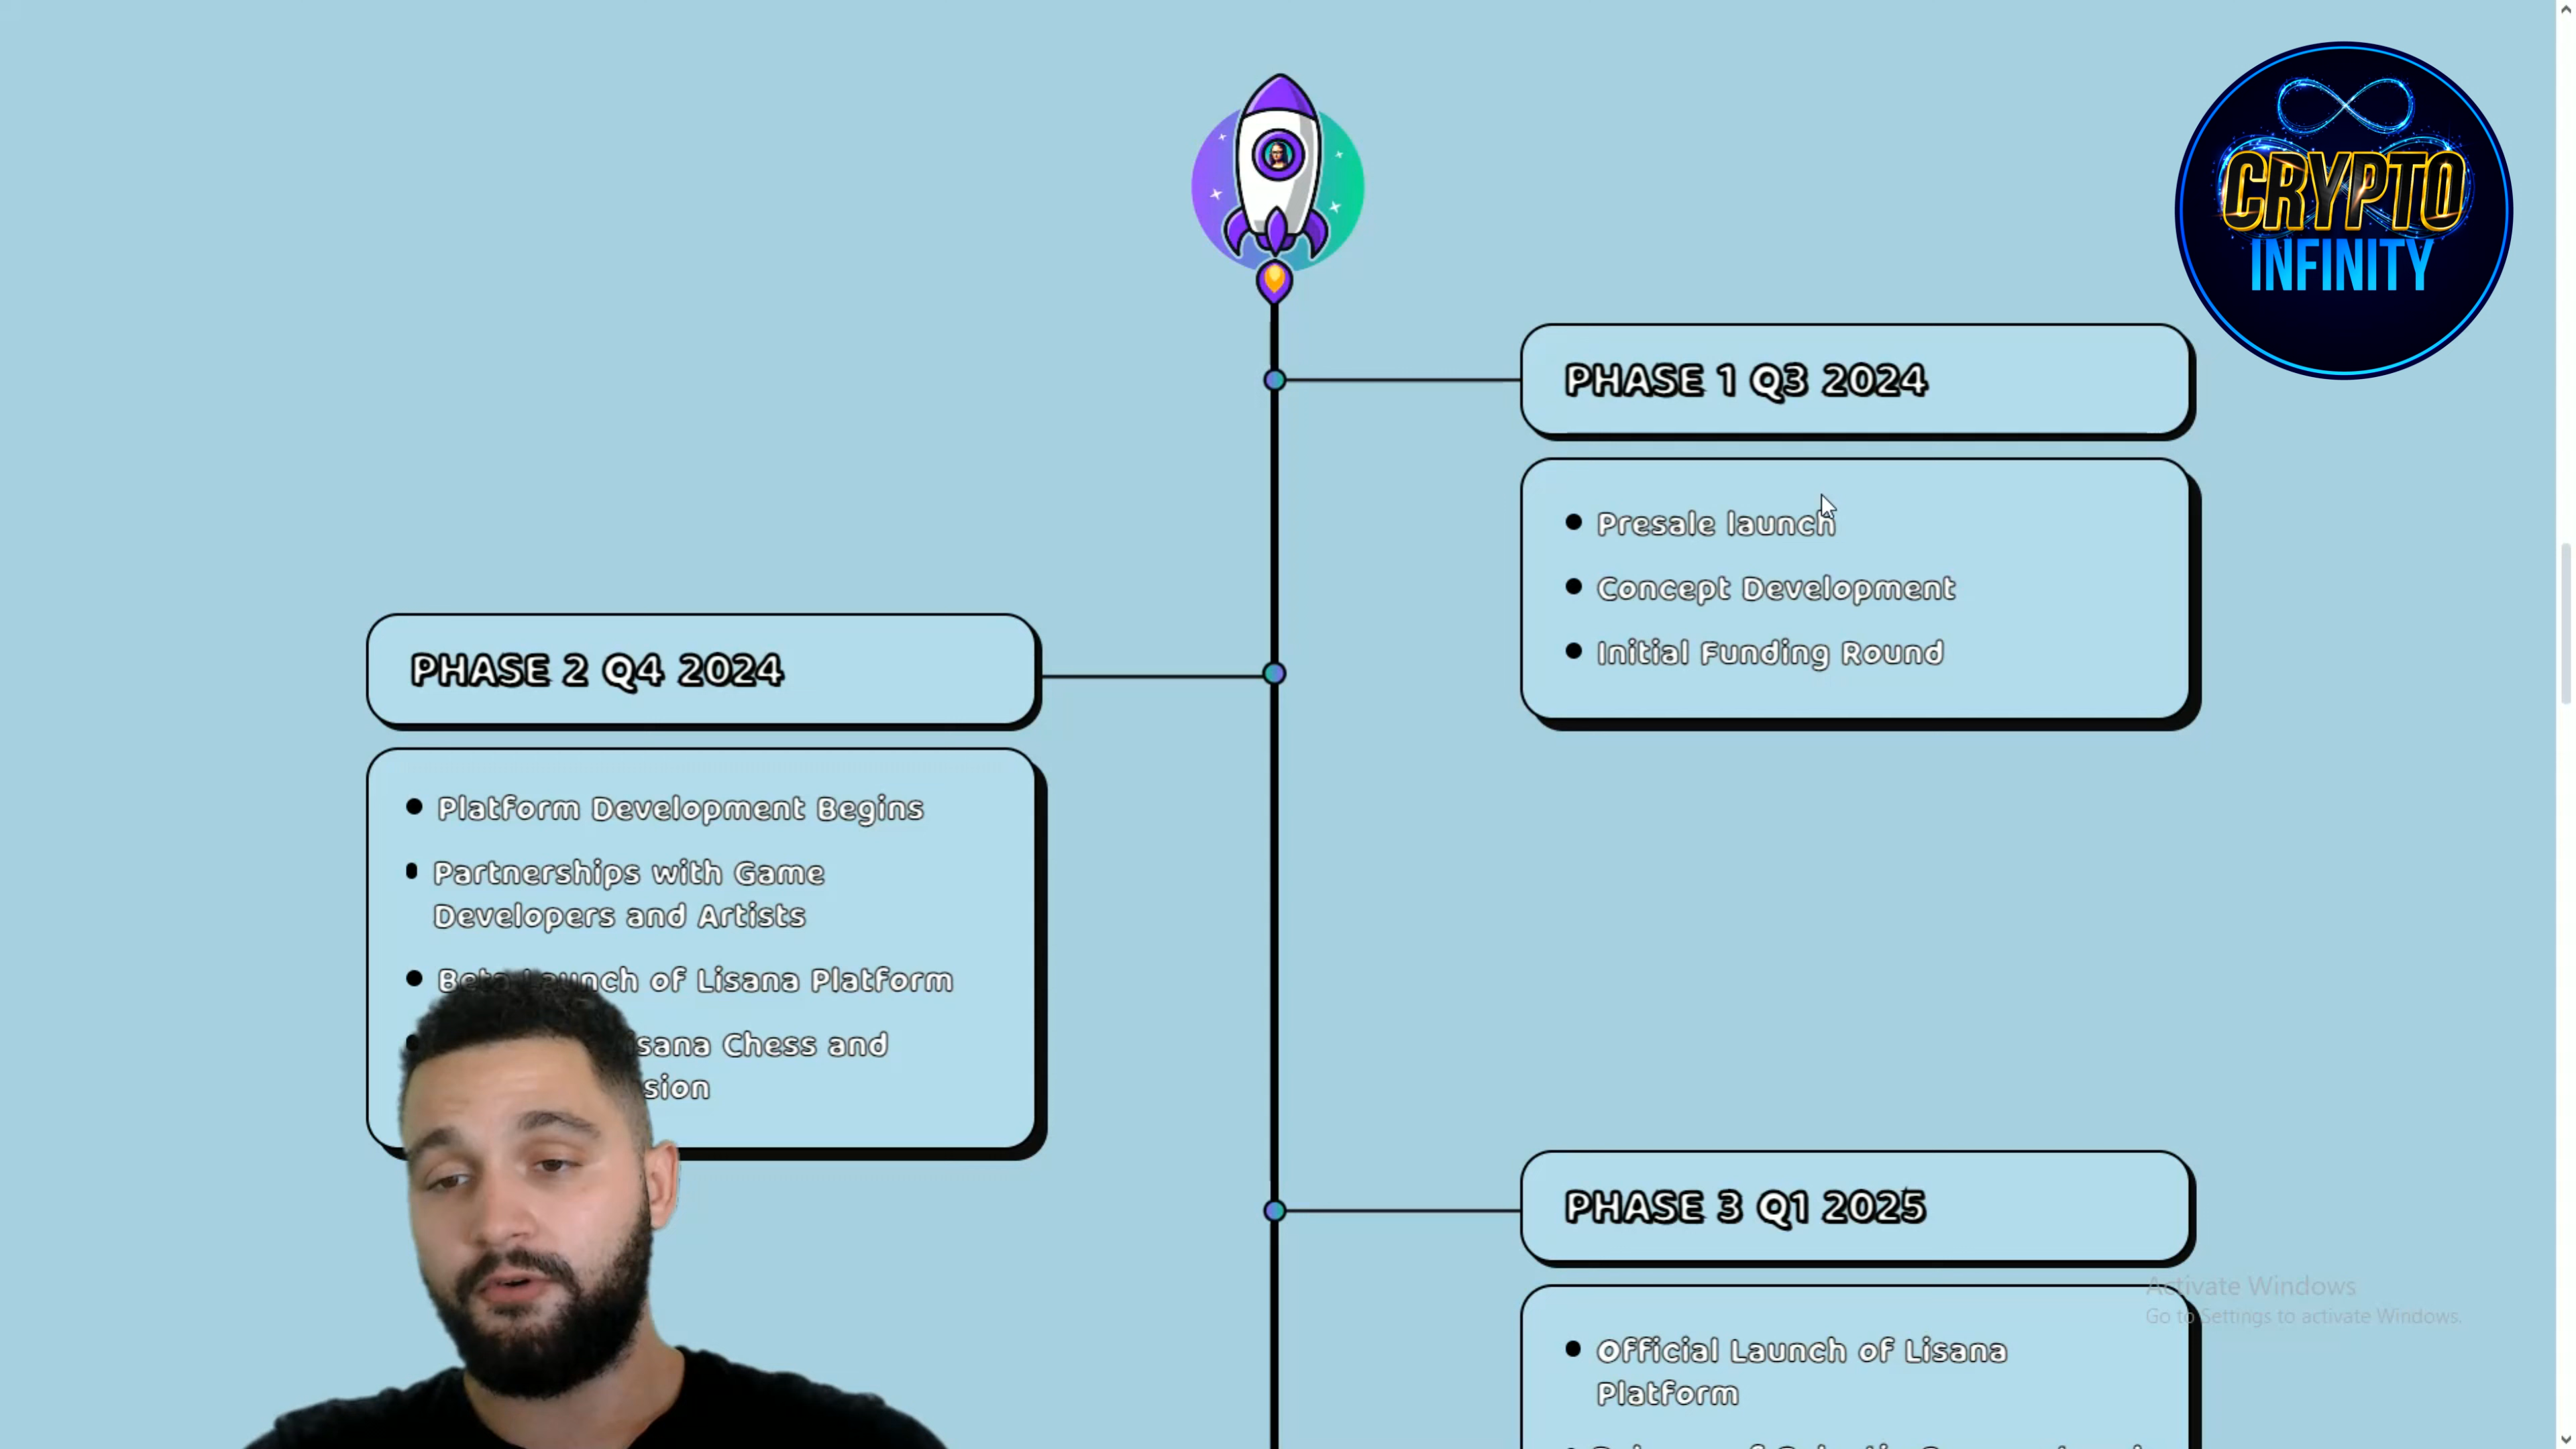 CRYPTO
INFINITY
PHASE 1 Q3 2024
Presale launch
Concept Development
Initial Funding Round
PHASE 2 Q4 2024
Platform Development Begins
Partnerships with Game
Developers and Artists
Beta Launch of Lisana Platform
Chess and
PHASE 3 Q1 2025
Official Launch of Lisana
Platform
Activate Windows
Go to Settings to activate Windows.